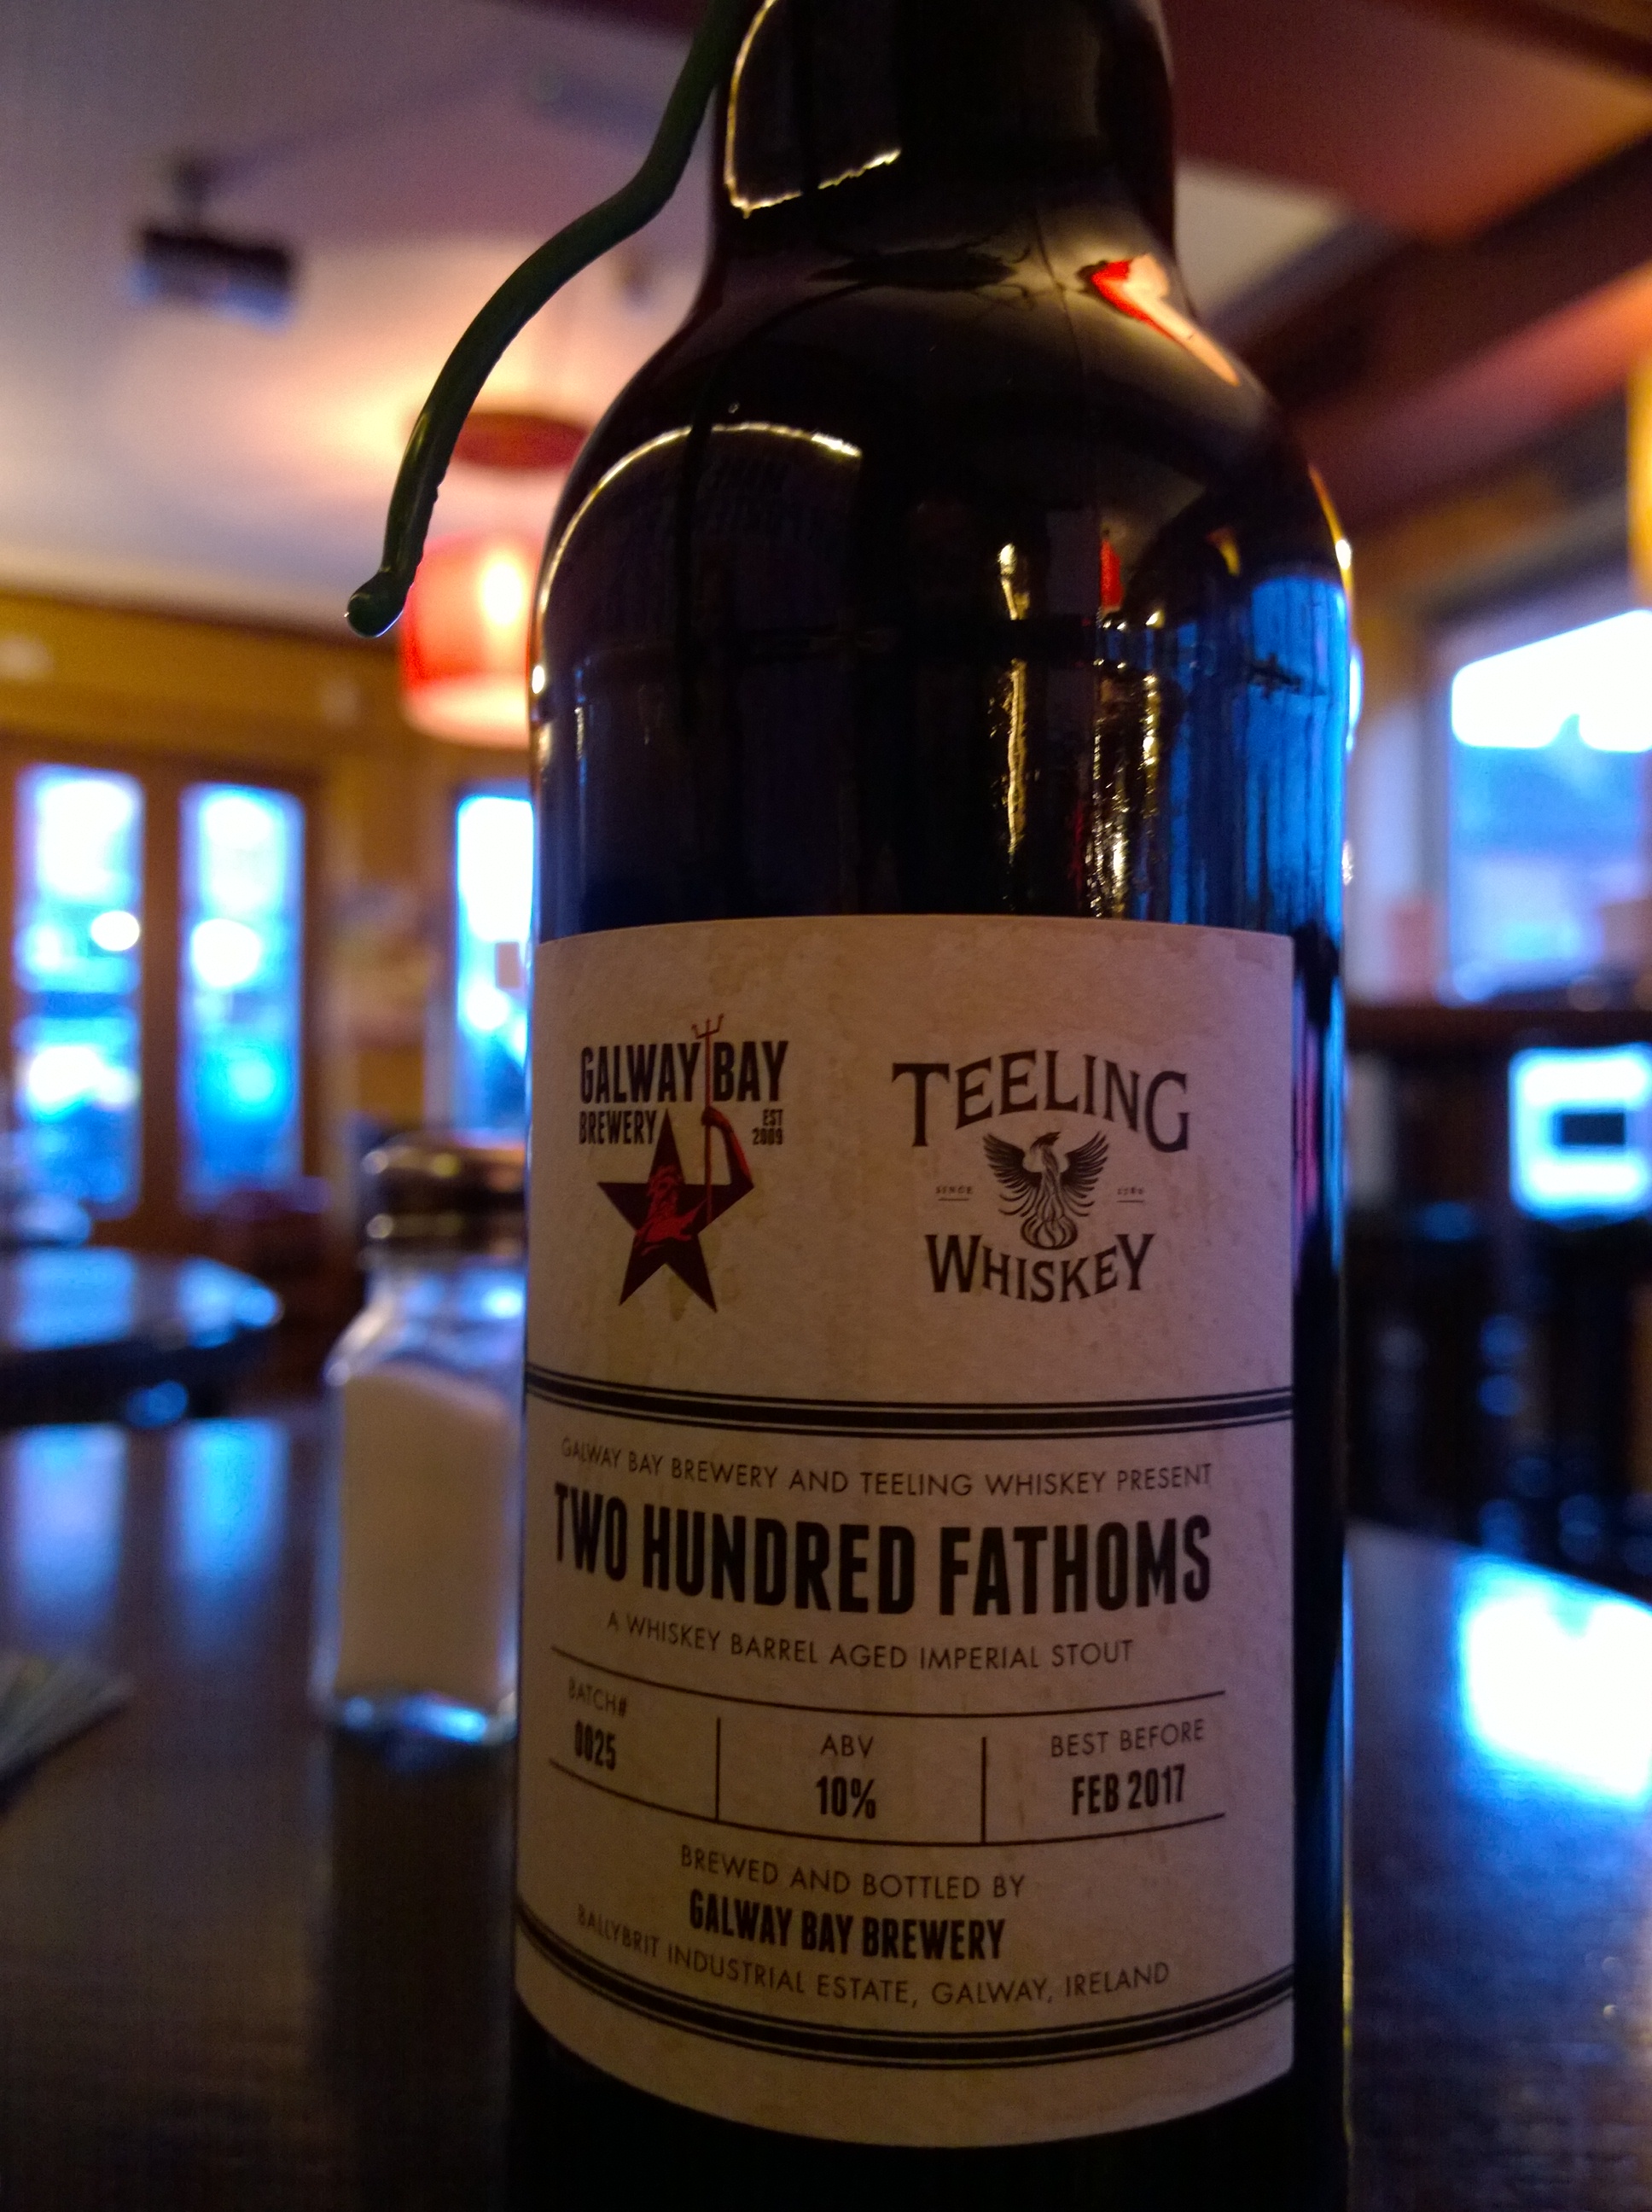 GALWAY BAY
BREWERY
EST
2009
TEELING
SINCE 1782
WHISKEY
GALWAY BAY BREWERY AND TEELING WHISKEY PRESENT
TWO HUNDRED FATHOMS
A WHISKEY BARREL AGED IMPERIAL STOUT
BATCH# ABV BEST BEFORE
0025 10% FEB 2017
BREWED AND BOTTLED BY
GALWAY BAY BREWERY
BALLYBRIT INDUSTRIAL ESTATE, GALWAY, IRELAND